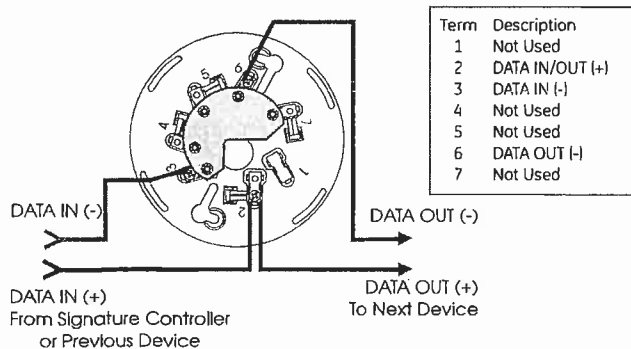 Term Description
1 Not Used
2 DATA IN/OUT (+)
3 DATA IN (-)
4 Not Used
5 Not Used
6 DATA OUT (-)
7 Not Used
5
6
4
7
3
1
2
DATA IN (-)
DATA OUT (-)
DATA IN (+)
From Signature Controller
or Previous Device
DATA OUT (+)
To Next Device